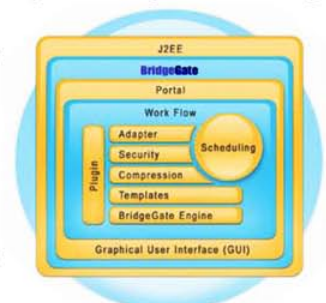 J2EE
BridgeGate
Portal
Work Flow
Adapter
Scheduling
Security
Plugin
Compression
Templates
BridgeGate Engine
Graphical User Interface (GUI)